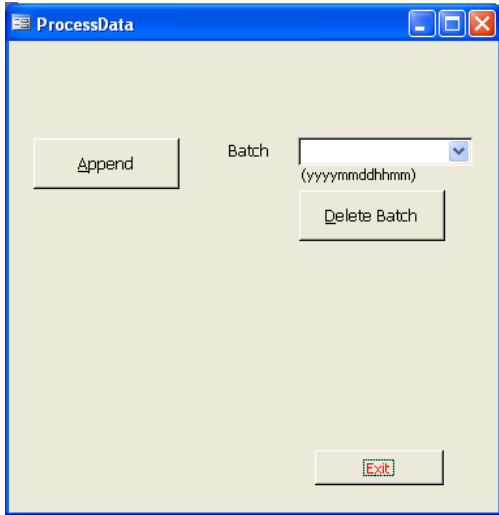 ProcessData
Append
Batch
(yyyymmddhhmm)
Delete Batch
Exit